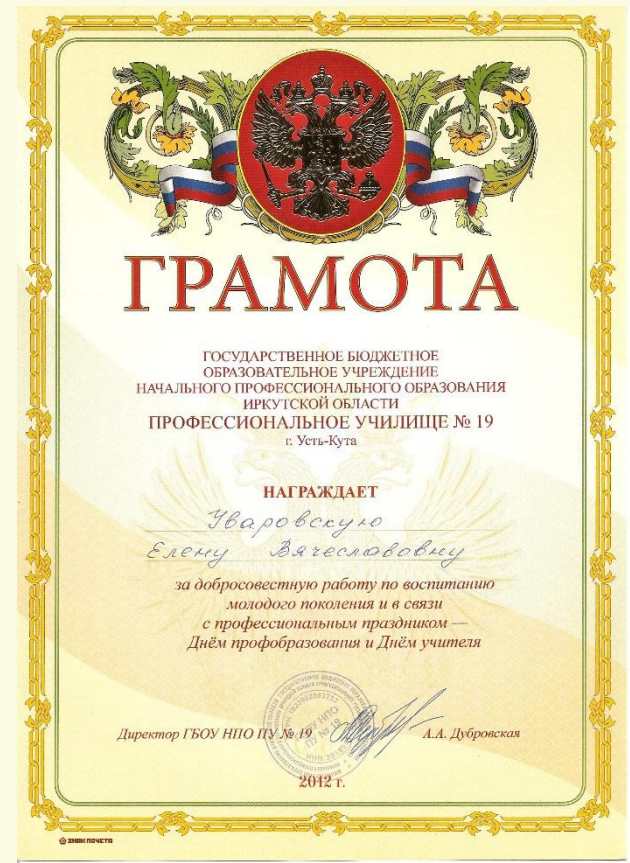 ГРАМОТА
ГОСУДАРСТВЕННОЕ БЮДЖЕТНОЕ
ОБРАЗОВАТЕЛЬНОЕ УЧРЕЖДЕНИЕ
НАЧАЛЬНОГО ПРОФЕССИОНАЛЬНОГО ОБРАЗОВАНИЯ
ИРКУТСКОЙ ОБЛАСТИ
ПРОФЕССИОНАЛЬНОЕ УЧИЛИЩЕ № 19
г. Усть-Кута
НАГРАЖДАЕТ
Уваровскую
Елену Вячеславовну
за добросовестную работу по воспитанию
молодого поколения и в связи
с профессиональным праздником —
Днём профобразования и Днём учителя
Директор ГБОУ НПО ПУ № 19 А.А. Дубровская
2012 г.
ЗНАК ПОЧЕТА